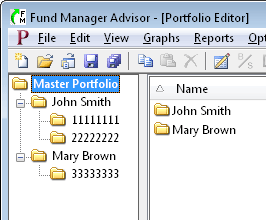 Fund Manager Advisor - [Portfolio Editor]
File Edit View Graphs Reports
Master Portfolio
John Smith
11111111
22222222
Mary Brown
33333333
Name
John Smith
Mary Brown